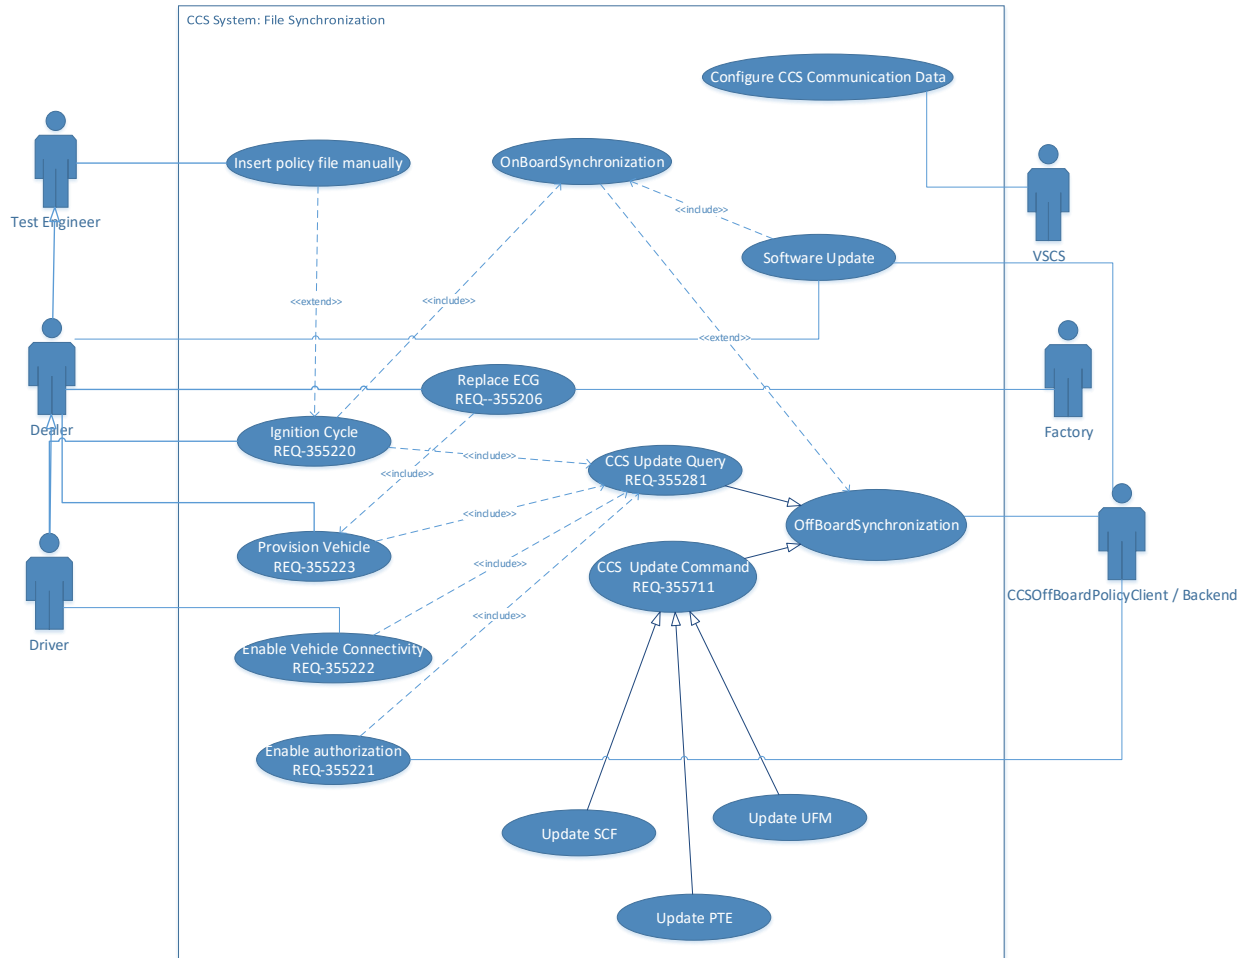 CCS System: File Synchronization
Configure CCS Communication Data
Insert policy file manually
OnBoardSynchronization
Test Engineer
<<include>>
Software Update
VSCS
<<extend>>
<<include>>
<<extend>>
Replace ECG
REQ--355206
Dealer
Factory
Ignition Cycle
REQ-355220
<<include>>
CCS Update Query
REQ-355281
<<include>>
<<include>>
OffBoardSynchronization
Provision Vehicle
REQ-355223
<<include>>
CCS  Update Command
REQ-355711
CCSOffBoardPolicyClient / Backend
<<include>>
Driver
Enable Vehicle Connectivity
REQ-355222
Enable authorization
REQ-355221
Update SCF
Update UFM
Update PTE